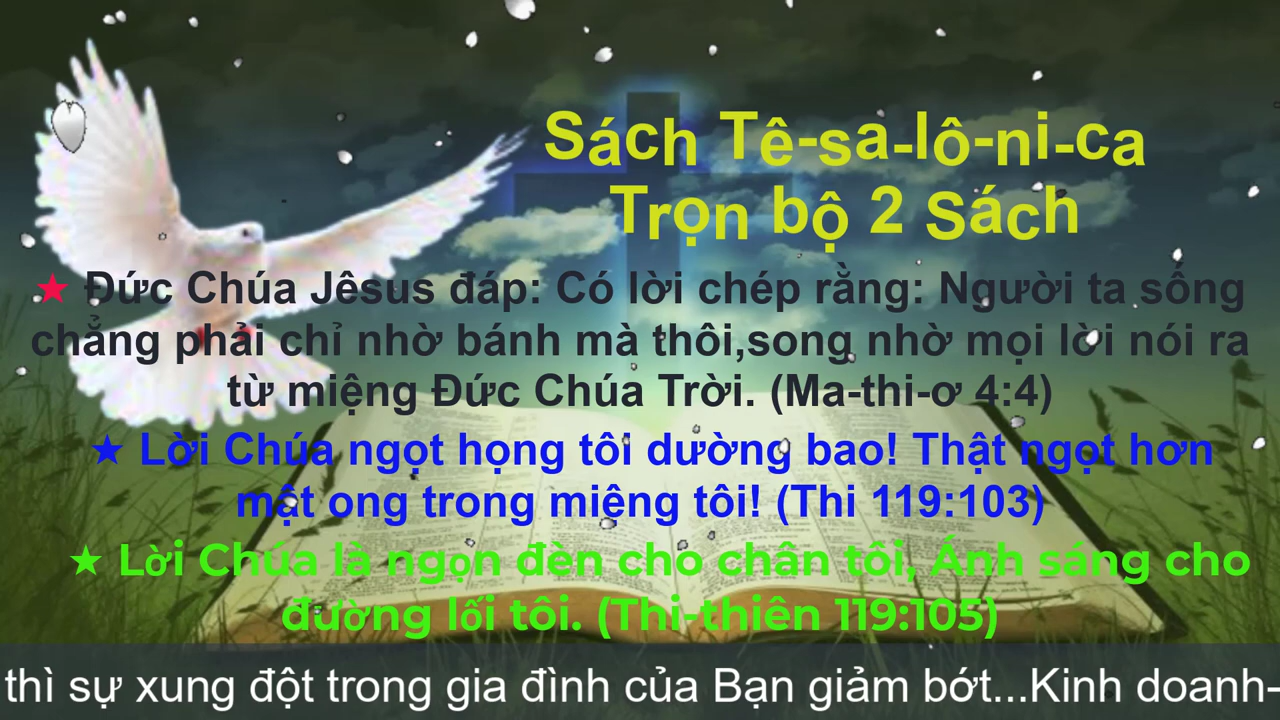 Sách Tê-sa-lô-ni-ca
Trọn bộ 2 Sách
★ Đức Chúa Jêsus đáp: Có lời chép rằng: Người ta sống
chẳng phải chỉ nhờ bánh mà thôi,song nhờ mọi lời nói ra
từ miệng Đức Chúa Trời. (Ma-thi-ơ 4:4)
★ Lời Chúa ngọt họng tôi dường bao! Thật ngọt hơn
mật ong trong miệng tôi! (Thi 119:103)
★ Lời Chúa là ngọn đèn cho chân tôi, Ánh sáng cho
đường lối tôi. (Thi-thiên 119:105)
thì sự xung đột trong gia đình của Bạn giảm bớt...Kinh doanh-